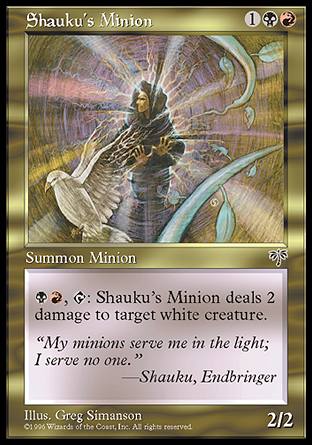 Shauku's Minion 1
Summon Minion
: Shauku's Minion deals 2
damage to target white creature.
"My minions serve me in the light;
I serve no one."
—Shauku, Endbringer
Illus. Greg Simanson
©1996 Wizards of the Coast, Inc. All rights reserved. 2/2